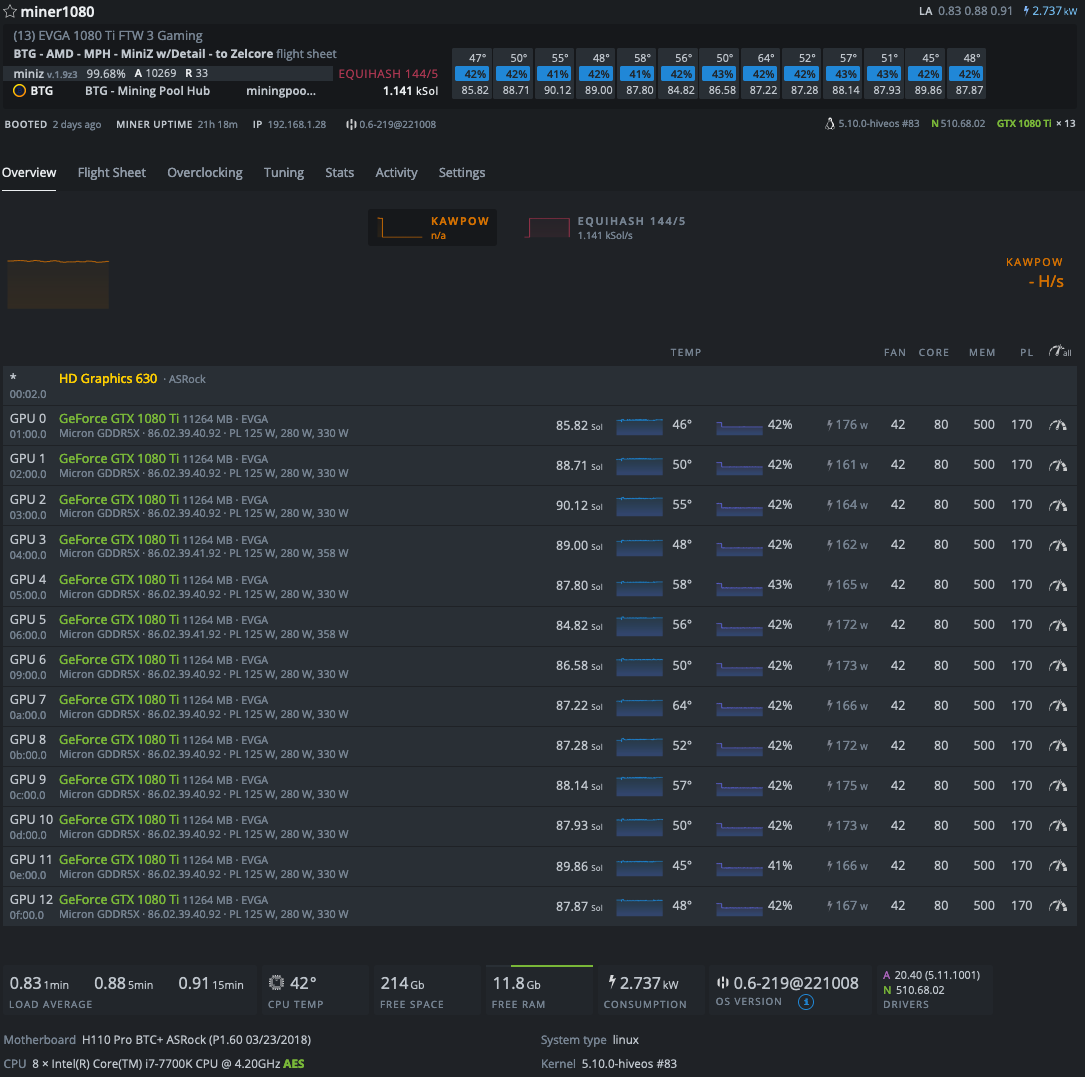 miner1080
LA 0.83 0.88 0.91 2.737 kW
(13) EVGA 1080 Ti FTW 3 Gaming
BTG - AMD - MPH - MiniZ w/Detail - to Zelcore flight sheet
miniz v.1.9z3 99.68% A 10269 R 33 EQUIHASH 144/5
BTG BTG - Mining Pool Hub miningpoo... 1.141 kSol
47° 50° 55° 48° 58° 56° 50° 64° 52° 57° 51° 45° 48°
42% 42% 41% 42% 41% 42% 43% 42% 42% 43% 43% 42% 42%
85.82 88.71 90.12 89.00 87.80 84.82 86.58 87.22 87.28 88.14 87.93 89.86 87.87
BOOTED 2 days ago MINER UPTIME 21h 18m IP 192.168.1.28 0.6-219@221008
5.10.0-hiveos #83 N 510.68.02 GTX 1080 Ti × 13
Overview Flight Sheet Overclocking Tuning Stats Activity Settings
KAWPOW
n/a
EQUIHASH 144/5
1.141 kSol/s
KAWPOW
- H/s
TEMP FAN CORE MEM PL all
* HD Graphics 630 · ASRock
00:02.0
GPU 0 GeForce GTX 1080 Ti 11264 MB · EVGA
01:00.0 Micron GDDR5X · 86.02.39.40.92 · PL 125 W, 280 W, 330 W
85.82 Sol 46° 42% 176 W 42 80 500 170
GPU 1 GeForce GTX 1080 Ti 11264 MB · EVGA
02:00.0 Micron GDDR5X · 86.02.39.40.92 · PL 125 W, 280 W, 330 W
88.71 Sol 50° 42% 161 W 42 80 500 170
GPU 2 GeForce GTX 1080 Ti 11264 MB · EVGA
03:00.0 Micron GDDR5X · 86.02.39.40.92 · PL 125 W, 280 W, 330 W
90.12 Sol 55° 42% 164 W 42 80 500 170
GPU 3 GeForce GTX 1080 Ti 11264 MB · EVGA
04:00.0 Micron GDDR5X · 86.02.39.41.92 · PL 125 W, 280 W, 358 W
89.00 Sol 48° 42% 162 W 42 80 500 170
GPU 4 GeForce GTX 1080 Ti 11264 MB · EVGA
05:00.0 Micron GDDR5X · 86.02.39.40.92 · PL 125 W, 280 W, 330 W
87.80 Sol 58° 43% 165 W 42 80 500 170
GPU 5 GeForce GTX 1080 Ti 11264 MB · EVGA
06:00.0 Micron GDDR5X · 86.02.39.41.92 · PL 125 W, 280 W, 358 W
84.82 Sol 56° 42% 172 W 42 80 500 170
GPU 6 GeForce GTX 1080 Ti 11264 MB · EVGA
09:00.0 Micron GDDR5X · 86.02.39.40.92 · PL 125 W, 280 W, 330 W
86.58 Sol 50° 42% 173 W 42 80 500 170
GPU 7 GeForce GTX 1080 Ti 11264 MB · EVGA
0a:00.0 Micron GDDR5X · 86.02.39.40.92 · PL 125 W, 280 W, 330 W
87.22 Sol 64° 42% 166 W 42 80 500 170
GPU 8 GeForce GTX 1080 Ti 11264 MB · EVGA
0b:00.0 Micron GDDR5X · 86.02.39.40.92 · PL 125 W, 280 W, 330 W
87.28 Sol 52° 42% 172 W 42 80 500 170
GPU 9 GeForce GTX 1080 Ti 11264 MB · EVGA
0c:00.0 Micron GDDR5X · 86.02.39.40.92 · PL 125 W, 280 W, 330 W
88.14 Sol 57° 42% 175 W 42 80 500 170
GPU 10 GeForce GTX 1080 Ti 11264 MB · EVGA
0d:00.0 Micron GDDR5X · 86.02.39.40.92 · PL 125 W, 280 W, 330 W
87.93 Sol 50° 42% 173 W 42 80 500 170
GPU 11 GeForce GTX 1080 Ti 11264 MB · EVGA
0e:00.0 Micron GDDR5X · 86.02.39.40.92 · PL 125 W, 280 W, 330 W
89.86 Sol 45° 41% 166 W 42 80 500 170
GPU 12 GeForce GTX 1080 Ti 11264 MB · EVGA
0f:00.0 Micron GDDR5X · 86.02.39.40.92 · PL 125 W, 280 W, 330 W
87.87 Sol 48° 42% 167 W 42 80 500 170
0.83 1min 0.88 5min 0.91 15min
LOAD AVERAGE
42°
CPU TEMP
214 Gb
FREE SPACE
11.8 Gb
FREE RAM
2.737 kW
CONSUMPTION
0.6-219@221008
OS VERSION i
A 20.40 (5.11.1001)
N 510.68.02
DRIVERS
Motherboard H110 Pro BTC+ ASRock (P1.60 03/23/2018)
System type linux
CPU 8 × Intel(R) Core(TM) i7-7700K CPU @ 4.20GHz AES
Kernel 5.10.0-hiveos #83